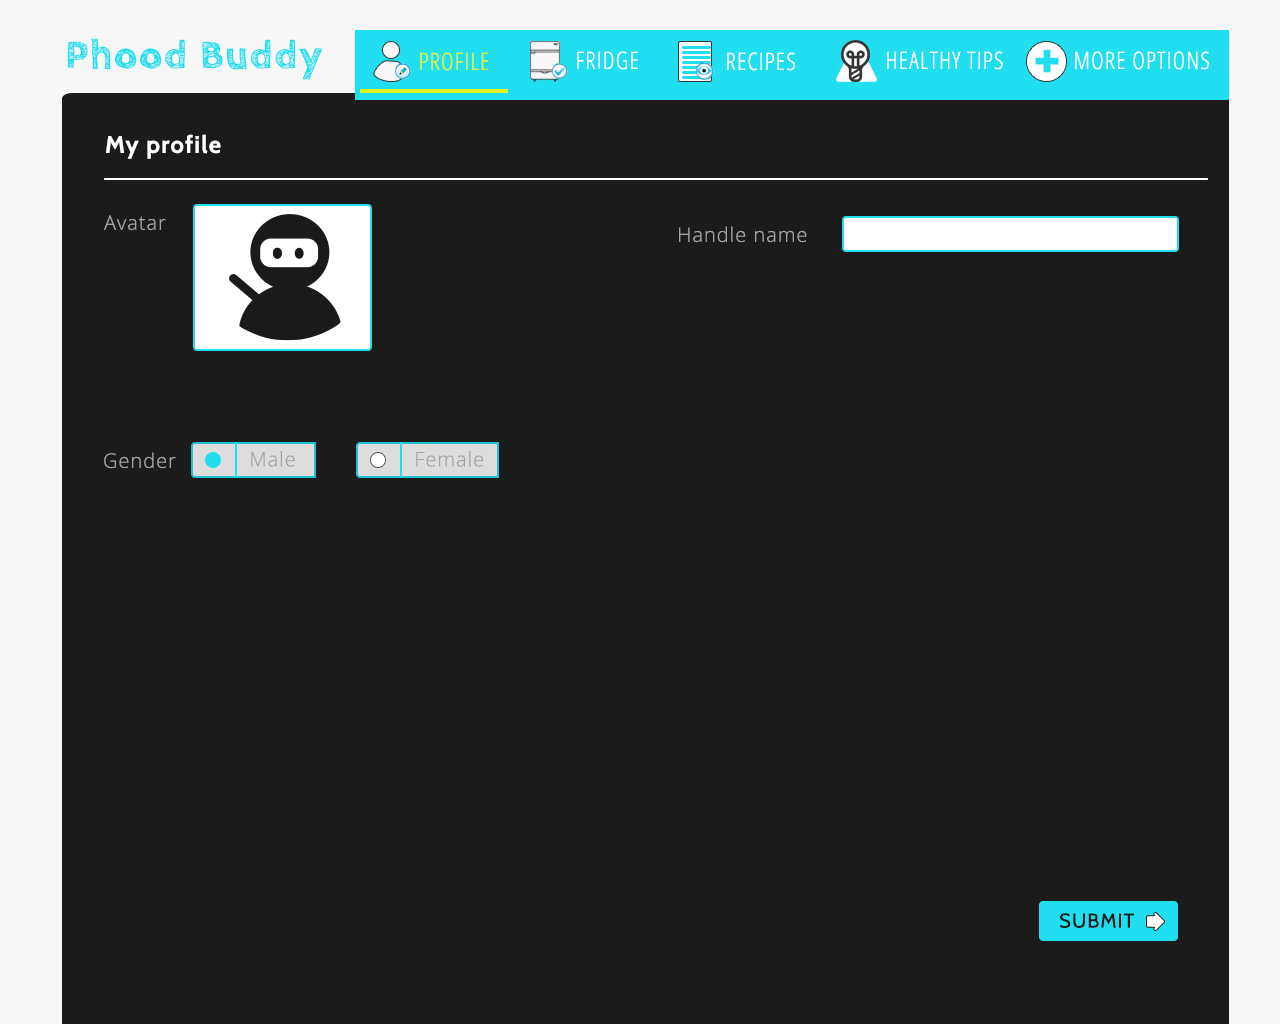 Phood Buddy
PROFILE
FRIDGE
RECIPES
HEALTHY TIPS
MORE OPTIONS
My profile
Avatar
Handle name
Gender
Male
Female
SUBMIT